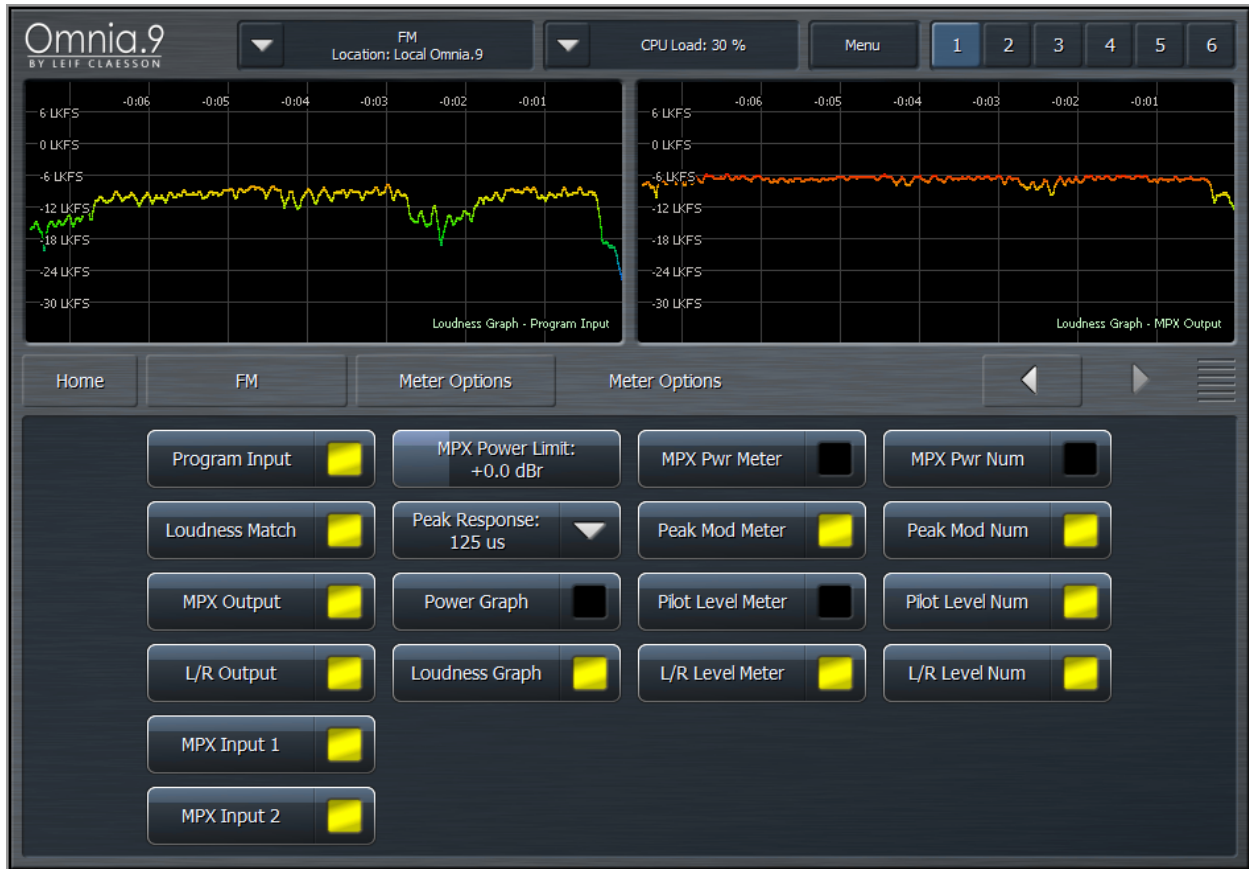 Omnia.9
BY LEIF CLAESSON
FM
Location: Local Omnia.9
CPU Load: 30 %
Menu
1 2 3 4 5 6
-0:06 -0:05 -0:04 -0:03 -0:02 -0:01
6 LKFS
0 LKFS
-6 LKFS
-12 LKFS
-18 LKFS
-24 LKFS
-30 LKFS
Loudness Graph - Program Input
-0:06 -0:05 -0:04 -0:03 -0:02 -0:01
6 LKFS
0 LKFS
-6 LKFS
-12 LKFS
-18 LKFS
-24 LKFS
-30 LKFS
Loudness Graph - MPX Output
Home FM Meter Options Meter Options
Program Input
MPX Power Limit:
+0.0 dBr
MPX Pwr Meter
MPX Pwr Num
Loudness Match
Peak Response:
125 us
Peak Mod Meter
Peak Mod Num
MPX Output
Power Graph
Pilot Level Meter
Pilot Level Num
L/R Output
Loudness Graph
L/R Level Meter
L/R Level Num
MPX Input 1
MPX Input 2